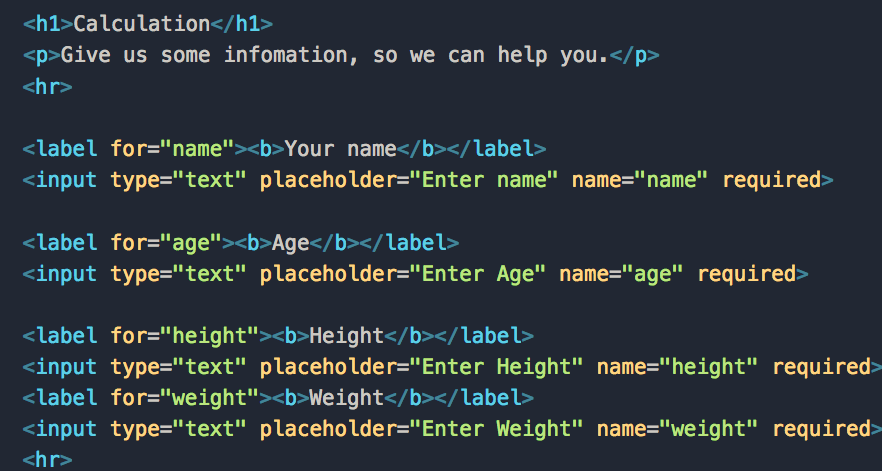 <h1>Calculation</h1>
<p>Give us some infomation, so we can help you.</p>
<hr>
<label for="name"><b>Your name</b></label>
<input type="text" placeholder="Enter name" name="name" required>
<label for="age"><b>Age</b></label>
<input type="text" placeholder="Enter Age" name="age" required>
<label for="height"><b>Height</b></label>
<input type="text" placeholder="Enter Height" name="height" required>
<label for="weight"><b>Weight</b></label>
<input type="text" placeholder="Enter Weight" name="weight" required>
<hr>